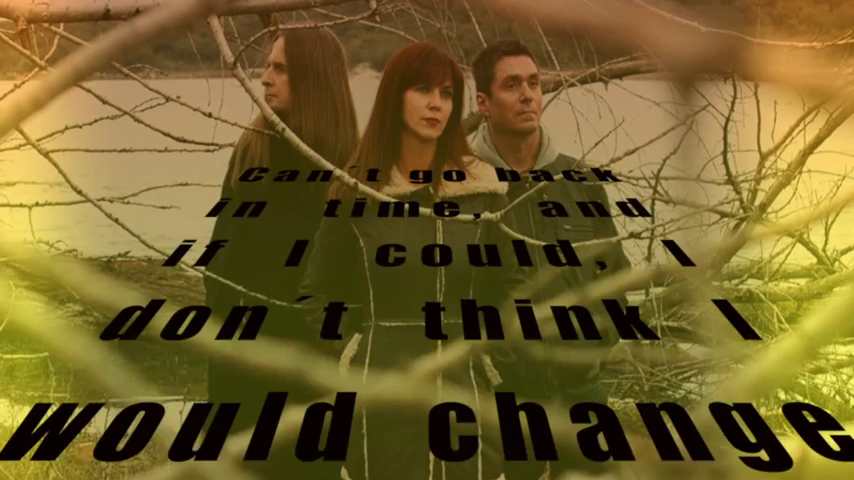 Can´t go back
in time, and
if I could, I
don´t think I
would change